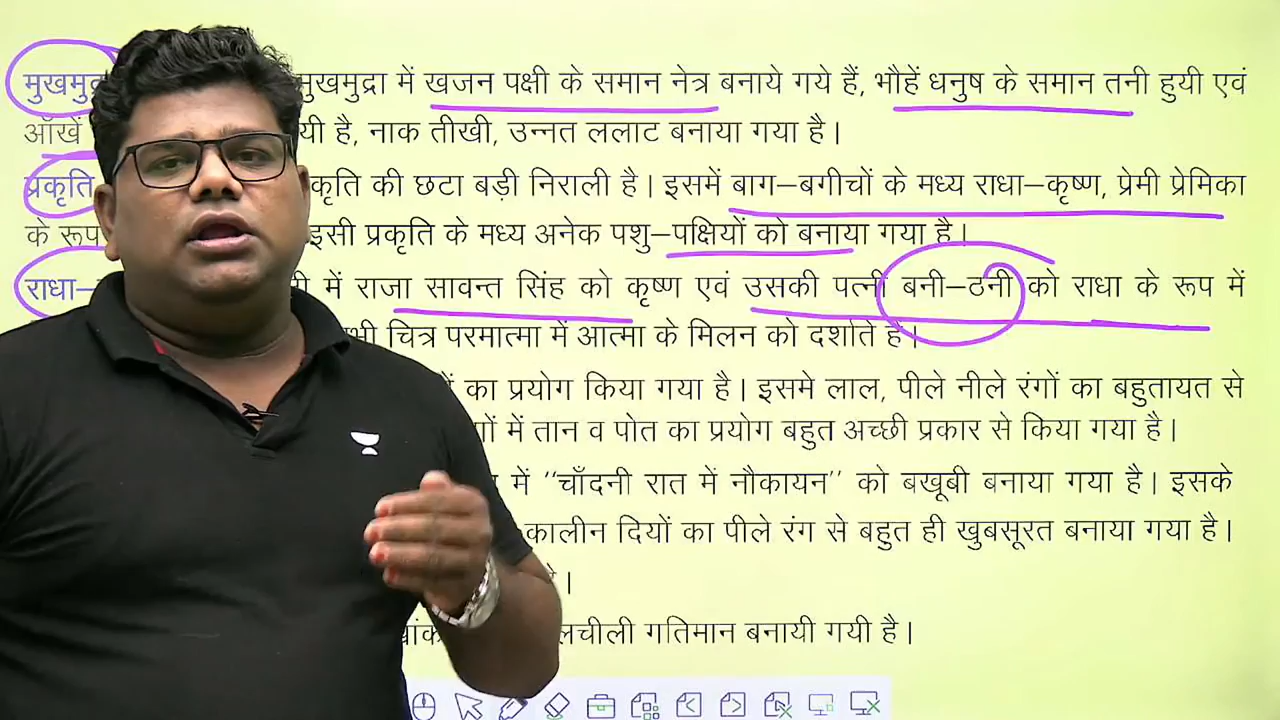 मुखमुद्रा मुखमुद्रा में खजन पक्षी के समान नेत्र बनाये गये हैं, भौहें धनुष के समान तनी हुयी एवं
ऑखें यी है, नाक तीखी, उन्नत ललाट बनाया गया है।
प्रकृति कृति की छटा बड़ी निराली है। इसमें बाग–बगीचों के मध्य राधा–कृष्ण, प्रेमी प्रेमिका
के रूप इसी प्रकृति के मध्य अनेक पशु–पक्षियों को बनाया गया है।
राधा– में राजा सावन्त सिंह को कृष्ण एवं उसकी पत्नी बनी–ठनी को राधा के रूप में
भी चित्र परमात्मा में आत्मा के मिलन को दर्शाते है।
का प्रयोग किया गया है। इसमे लाल, पीले नीले रंगों का बहुतायत से
गों में तान व पोत का प्रयोग बहुत अच्छी प्रकार से किया गया है।
में ‘‘चाँदनी रात में नौकायन’’ को बखूबी बनाया गया है। इसके
कालीन दियों का पीले रंग से बहुत ही खुबसूरत बनाया गया है।
है।
लचीली गतिमान बनायी गयी है।